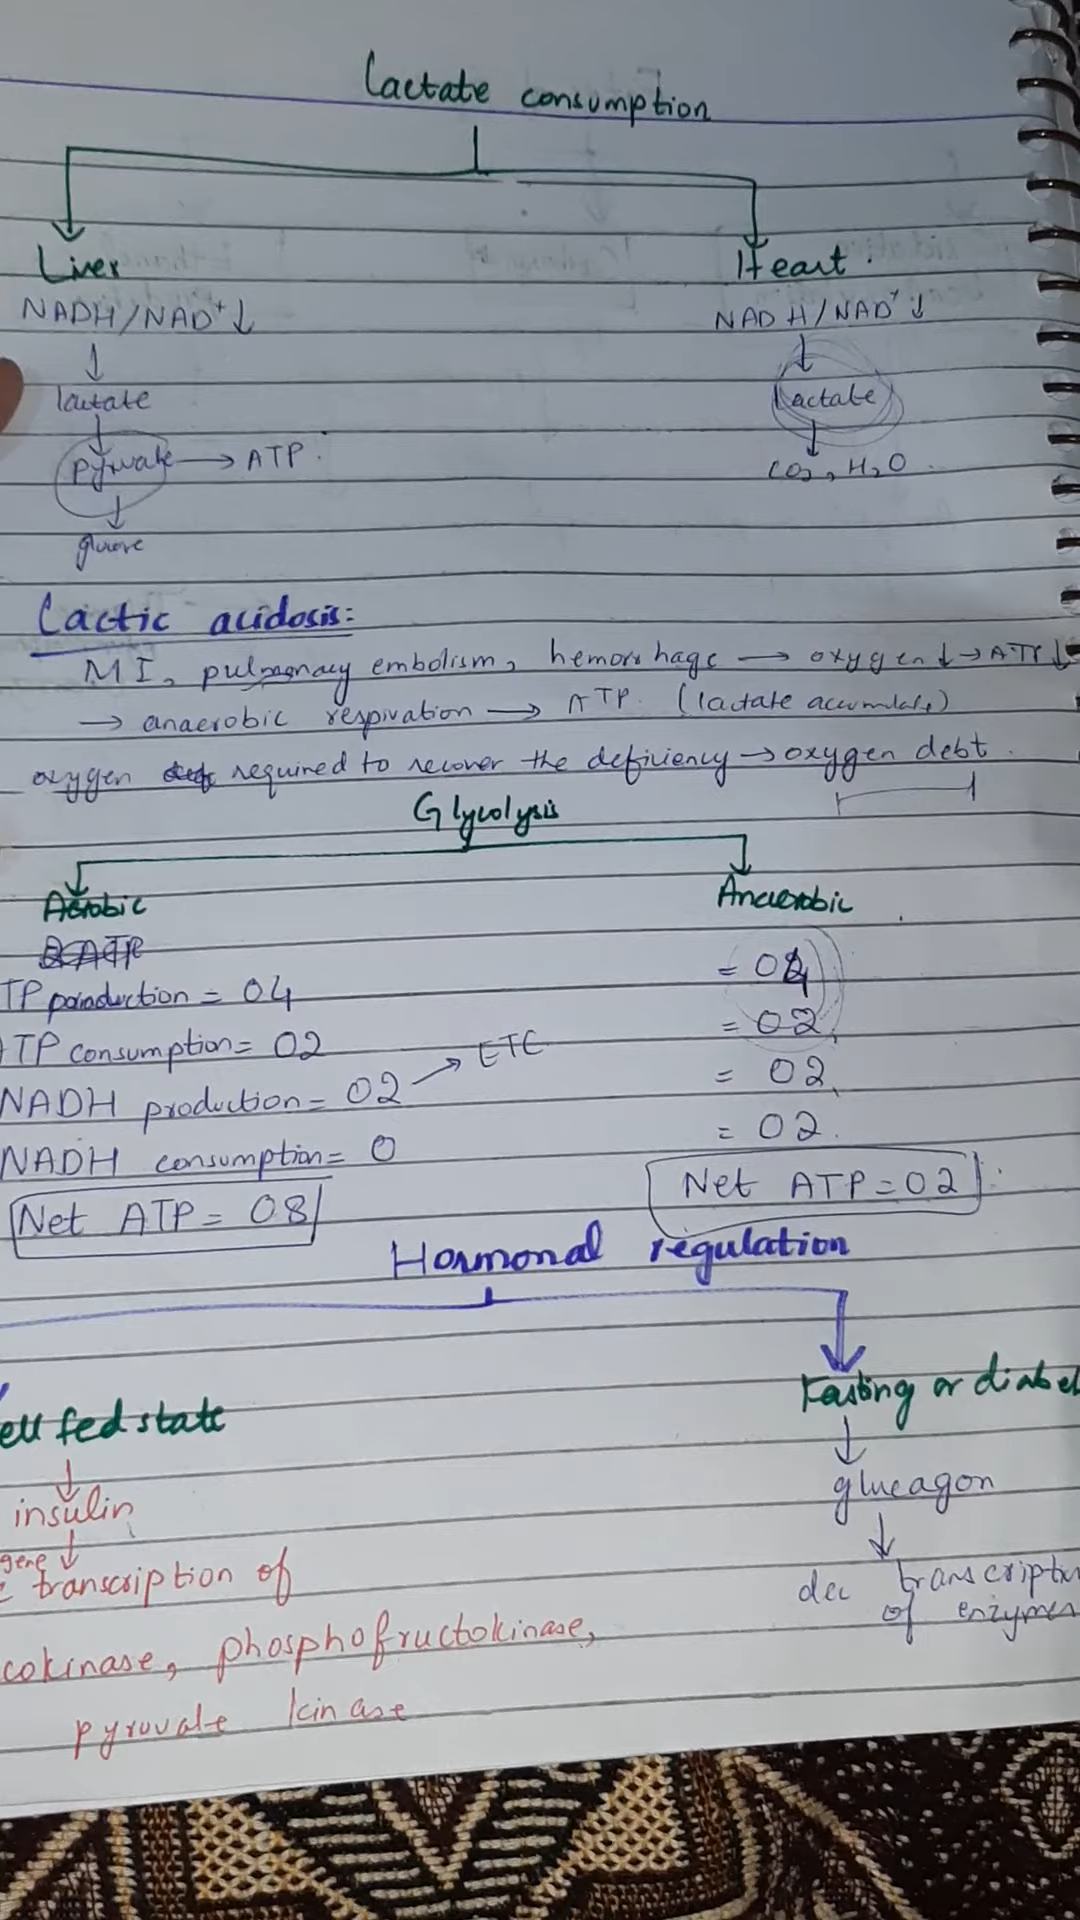 Lactate consumption
Liver
Heart.
NADH/NAD⁺↓
NADH/NAD⁺↓
↓
↓
lactate
Lactate
↓
↓
pyruvate → ATP.
CO₂, H₂O.
↓
glucose
Lactic acidosis:
MI, pulmonary embolism, hemorrhage → oxygen↓→ATP↓
→ anaerobic respiration → ATP. (lactate accumulate)
oxygen required to recover the deficiency → oxygen debt.
Glycolysis
Aerobic
Anaerobic
TP production = 04
= 04
TP consumption = 02
= 02
NADH production = 02 → ETC
= 02
NADH consumption = 0
= 02.
Net ATP = 08
Net ATP = 02
Hormonal regulation
ell fed state
Fasting or diabe
↓
↓
insulin
glucagon
↓
↓
gene
transcription of
dec transcriptio
of enzymes
cokinase, phosphofructokinase,
pyruvate kinase